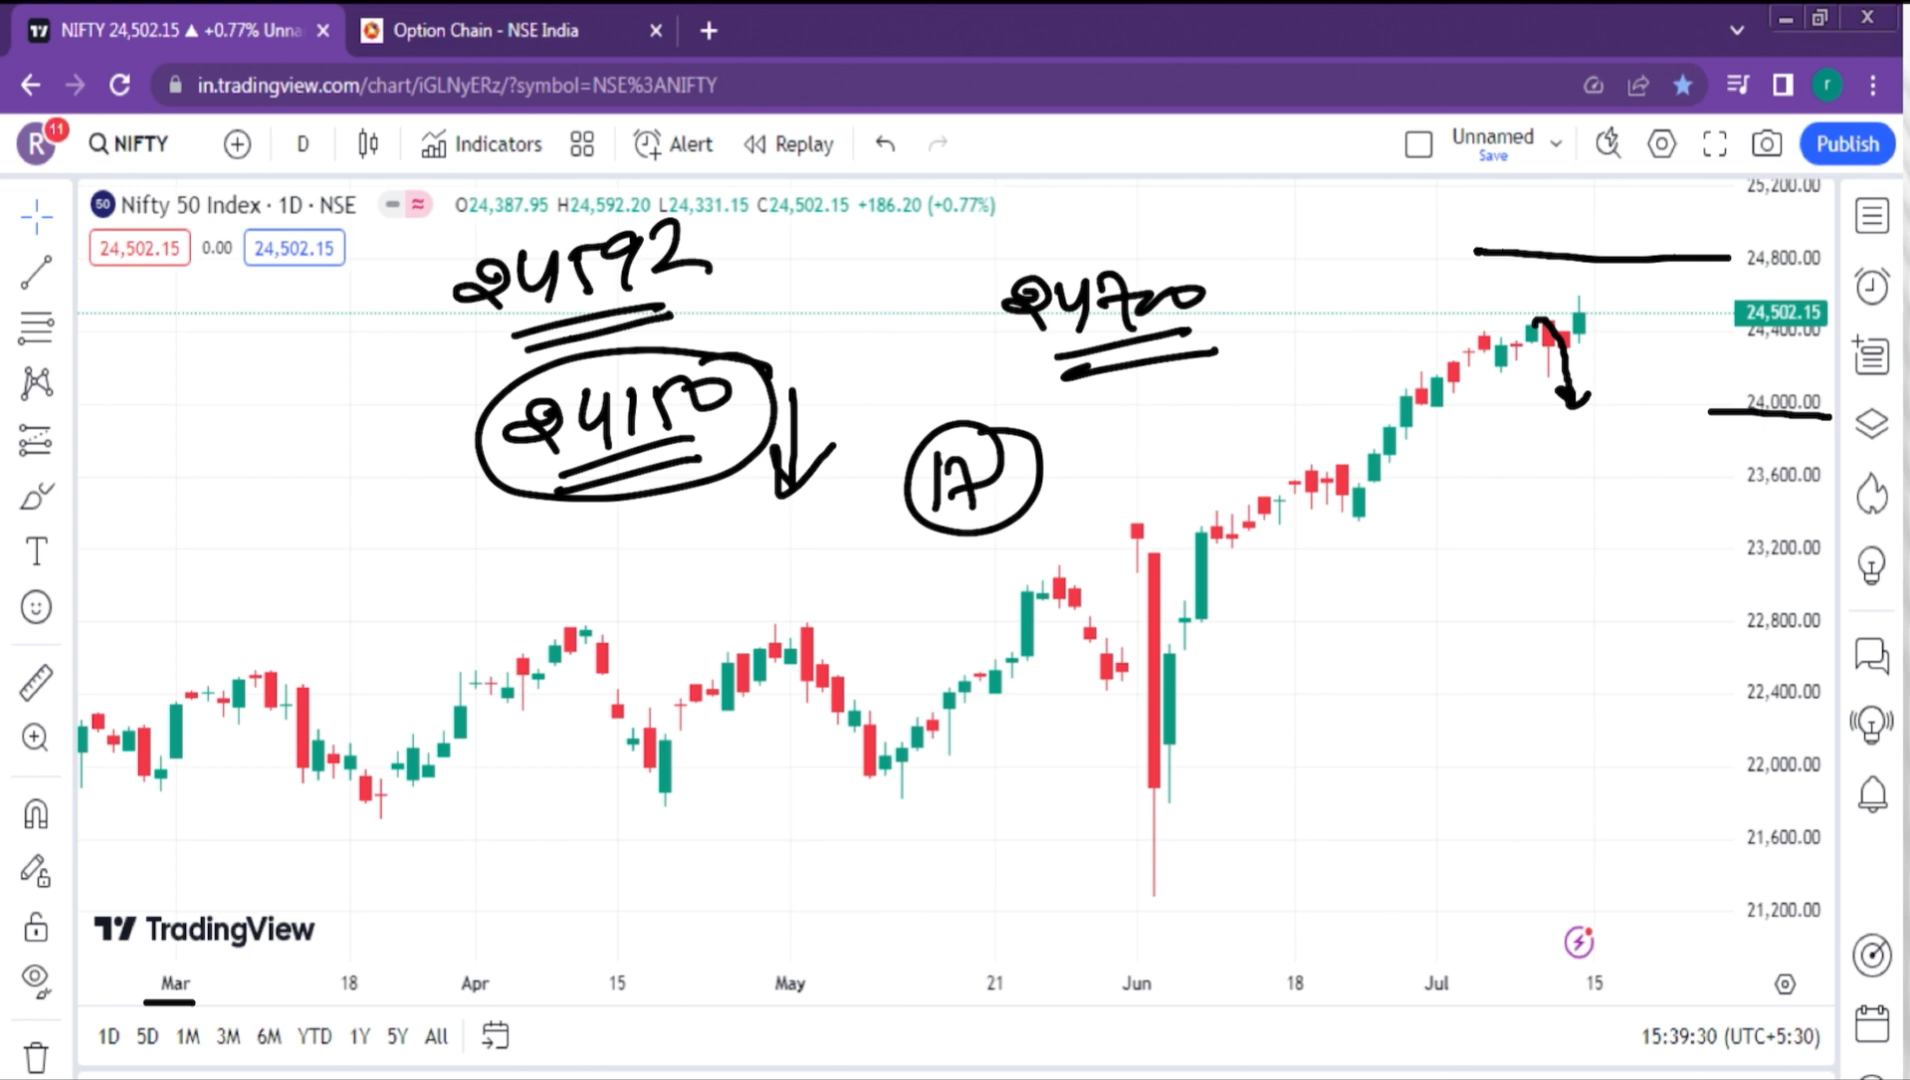 NIFTY 24,502.15 ▲ +0.77% Unna
Option Chain - NSE India
in.tradingview.com/chart/iGLNyERz/?symbol=NSE%3ANIFTY
r
R 11 NIFTY D Indicators Alert Replay Unnamed Save Publish
50 Nifty 50 Index · 1D · NSE O24,387.95 H24,592.20 L24,331.15 C24,502.15 +186.20 (+0.77%)
24,502.15 0.00 24,502.15
24592
24700
24150
17
25,200.00
24,800.00
24,502.15
24,400.00
24,000.00
23,600.00
23,200.00
22,800.00
22,400.00
22,000.00
21,600.00
21,200.00
TradingView
Mar 18 Apr 15 May 21 Jun 18 Jul 15
1D 5D 1M 3M 6M YTD 1Y 5Y All 15:39:30 (UTC+5:30)